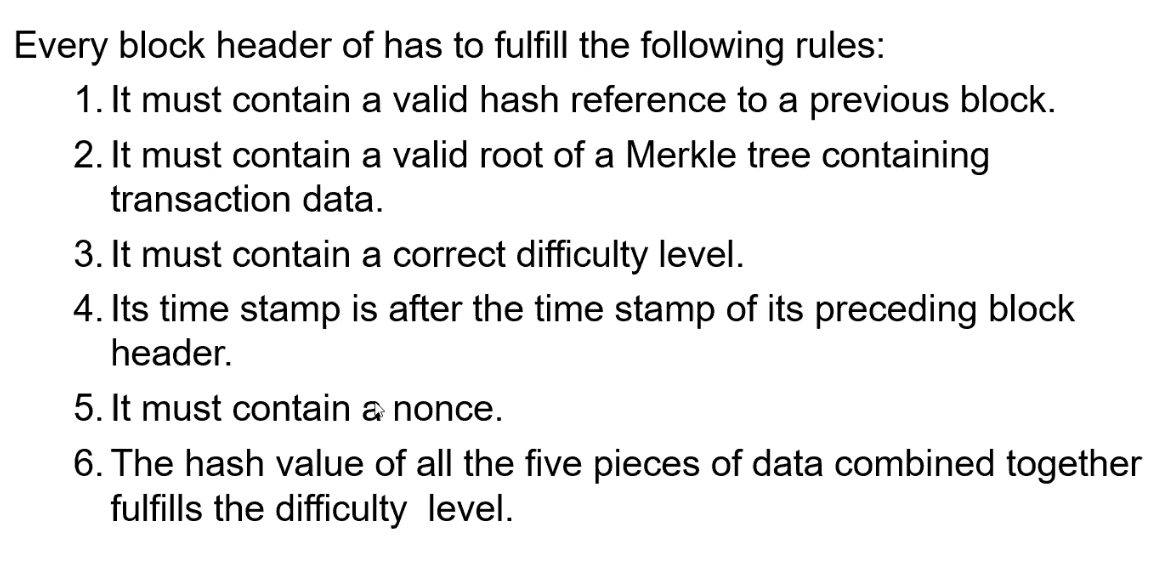 Every block header of has to fulfill the following rules:
1. It must contain a valid hash reference to a previous block.
2. It must contain a valid root of a Merkle tree containing
transaction data.
3. It must contain a correct difficulty level.
4. Its time stamp is after the time stamp of its preceding block
header.
5. It must contain a nonce.
6. The hash value of all the five pieces of data combined together
fulfills the difficulty  level.